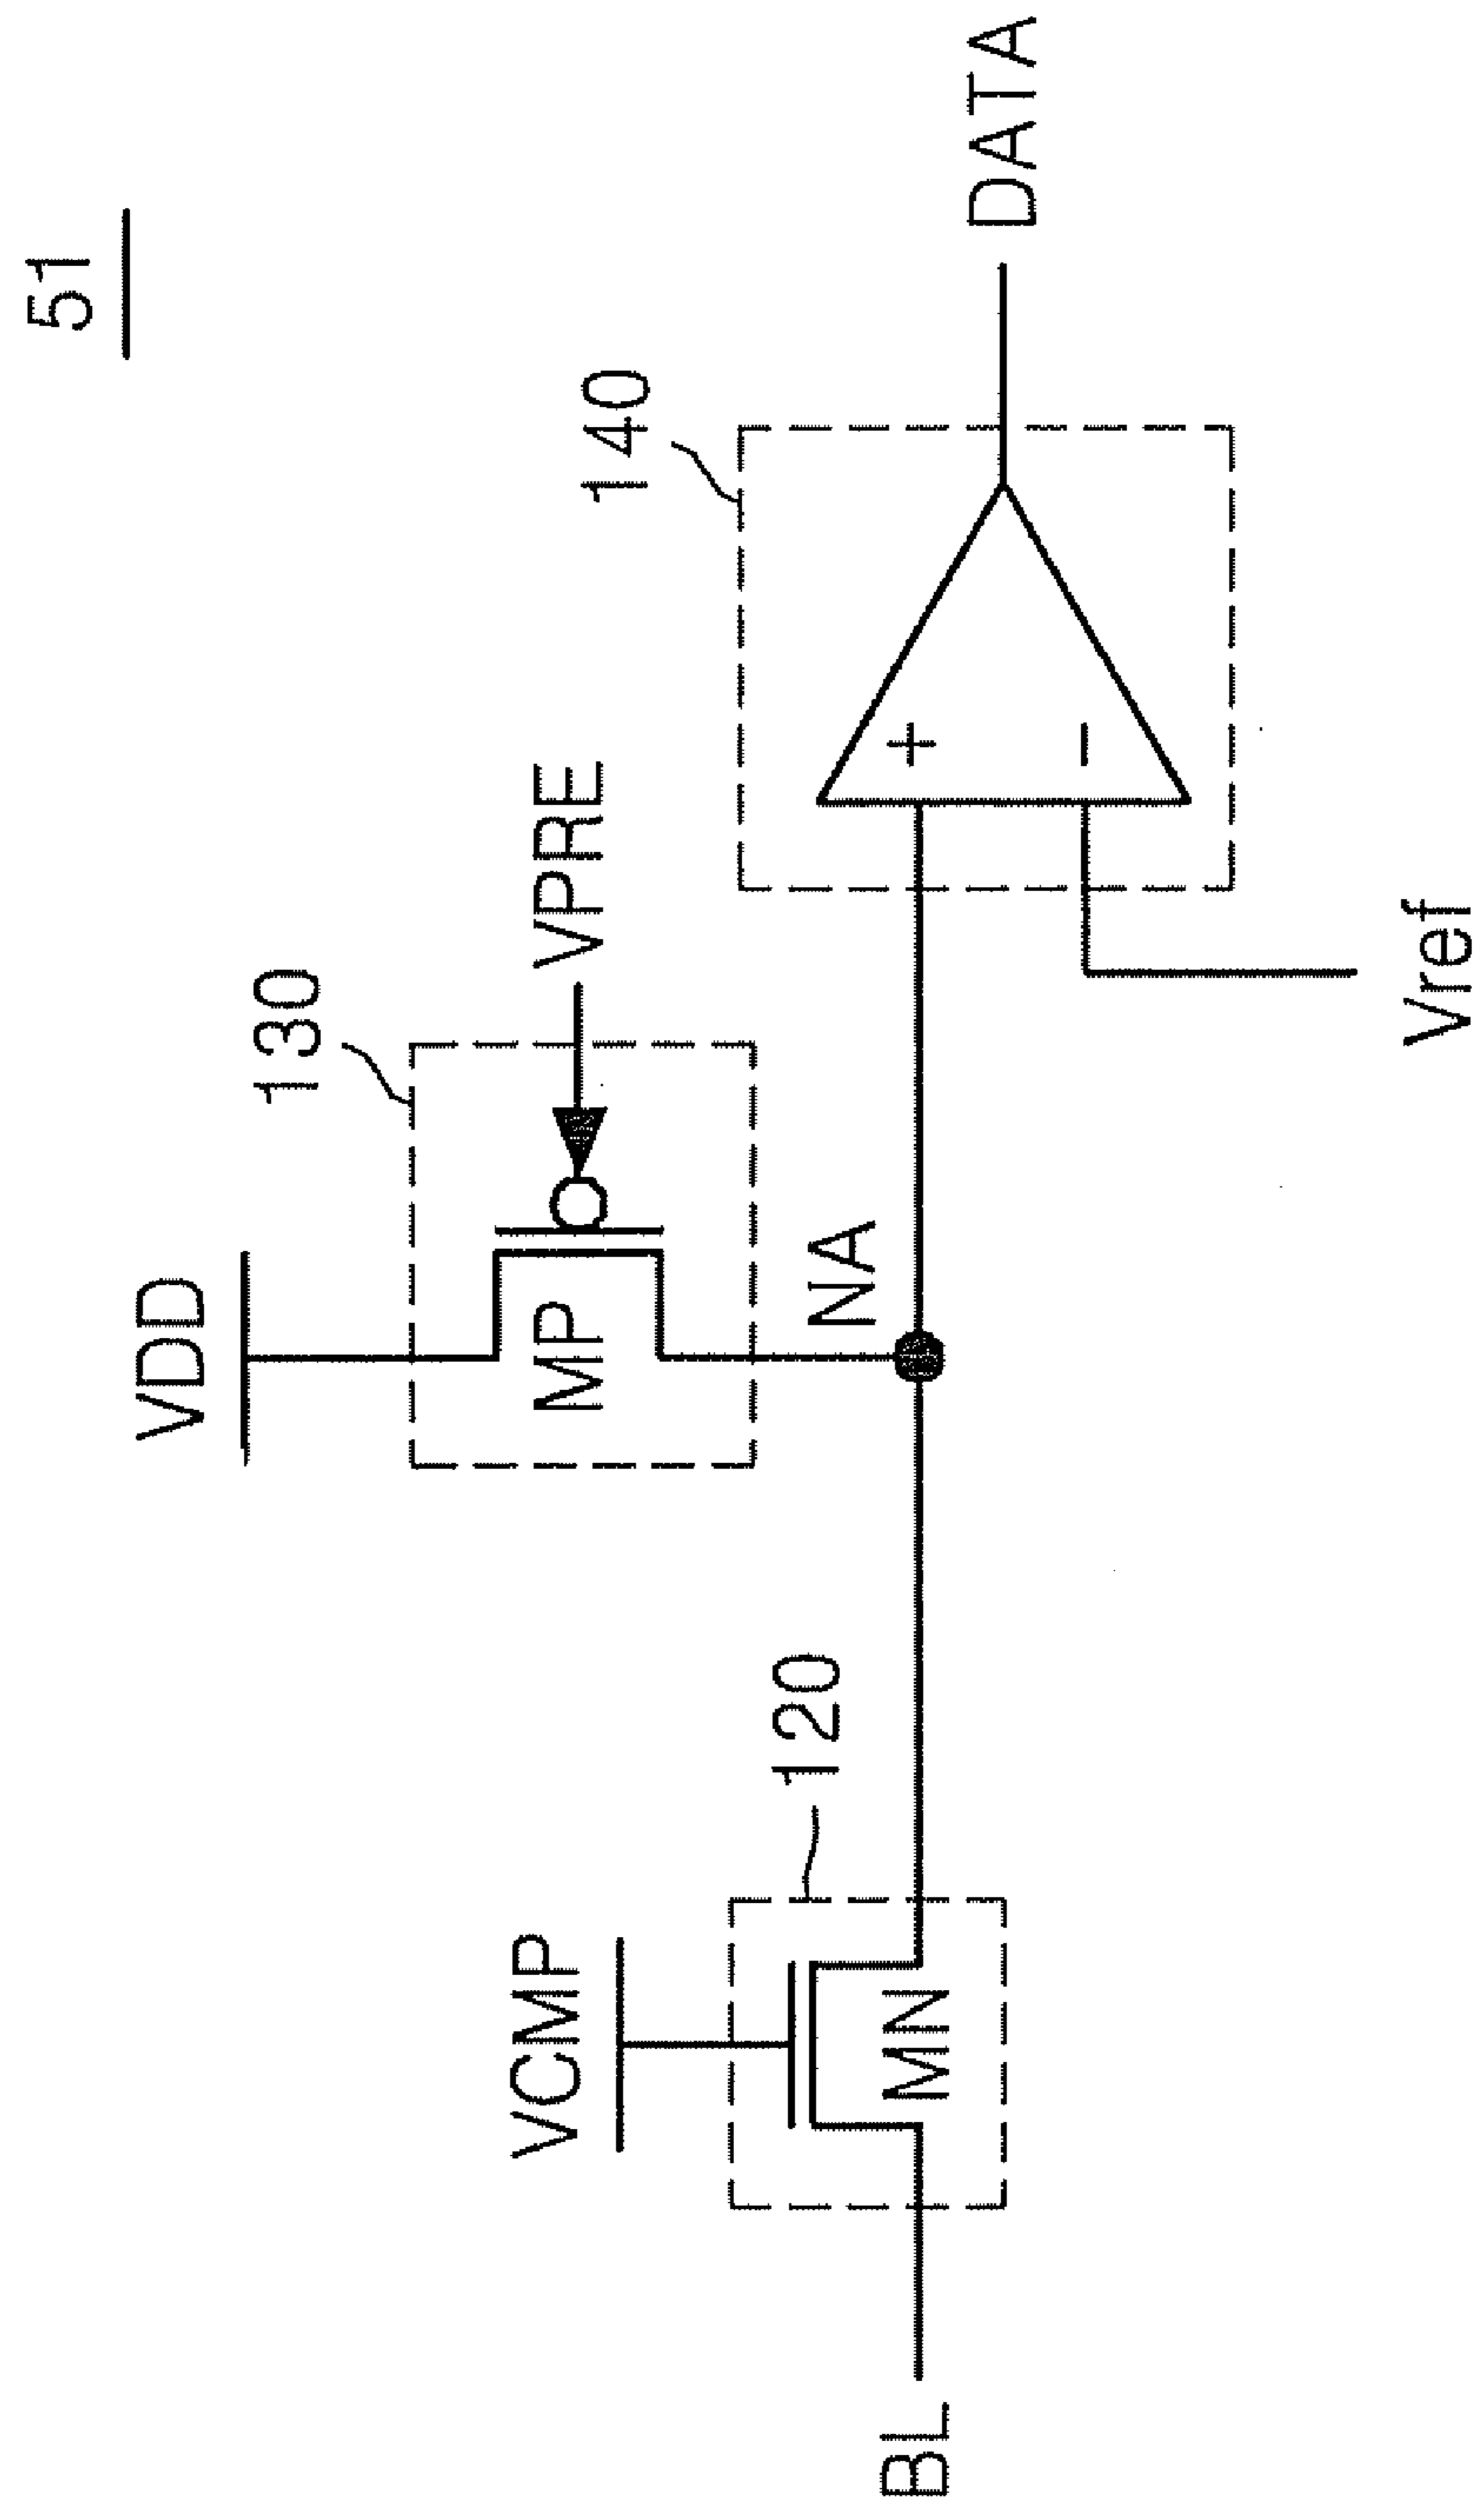 51
VDD
130
VPRE
MP
140
VCMP
120
NA
+
DATA
BL
MN
−
Vref